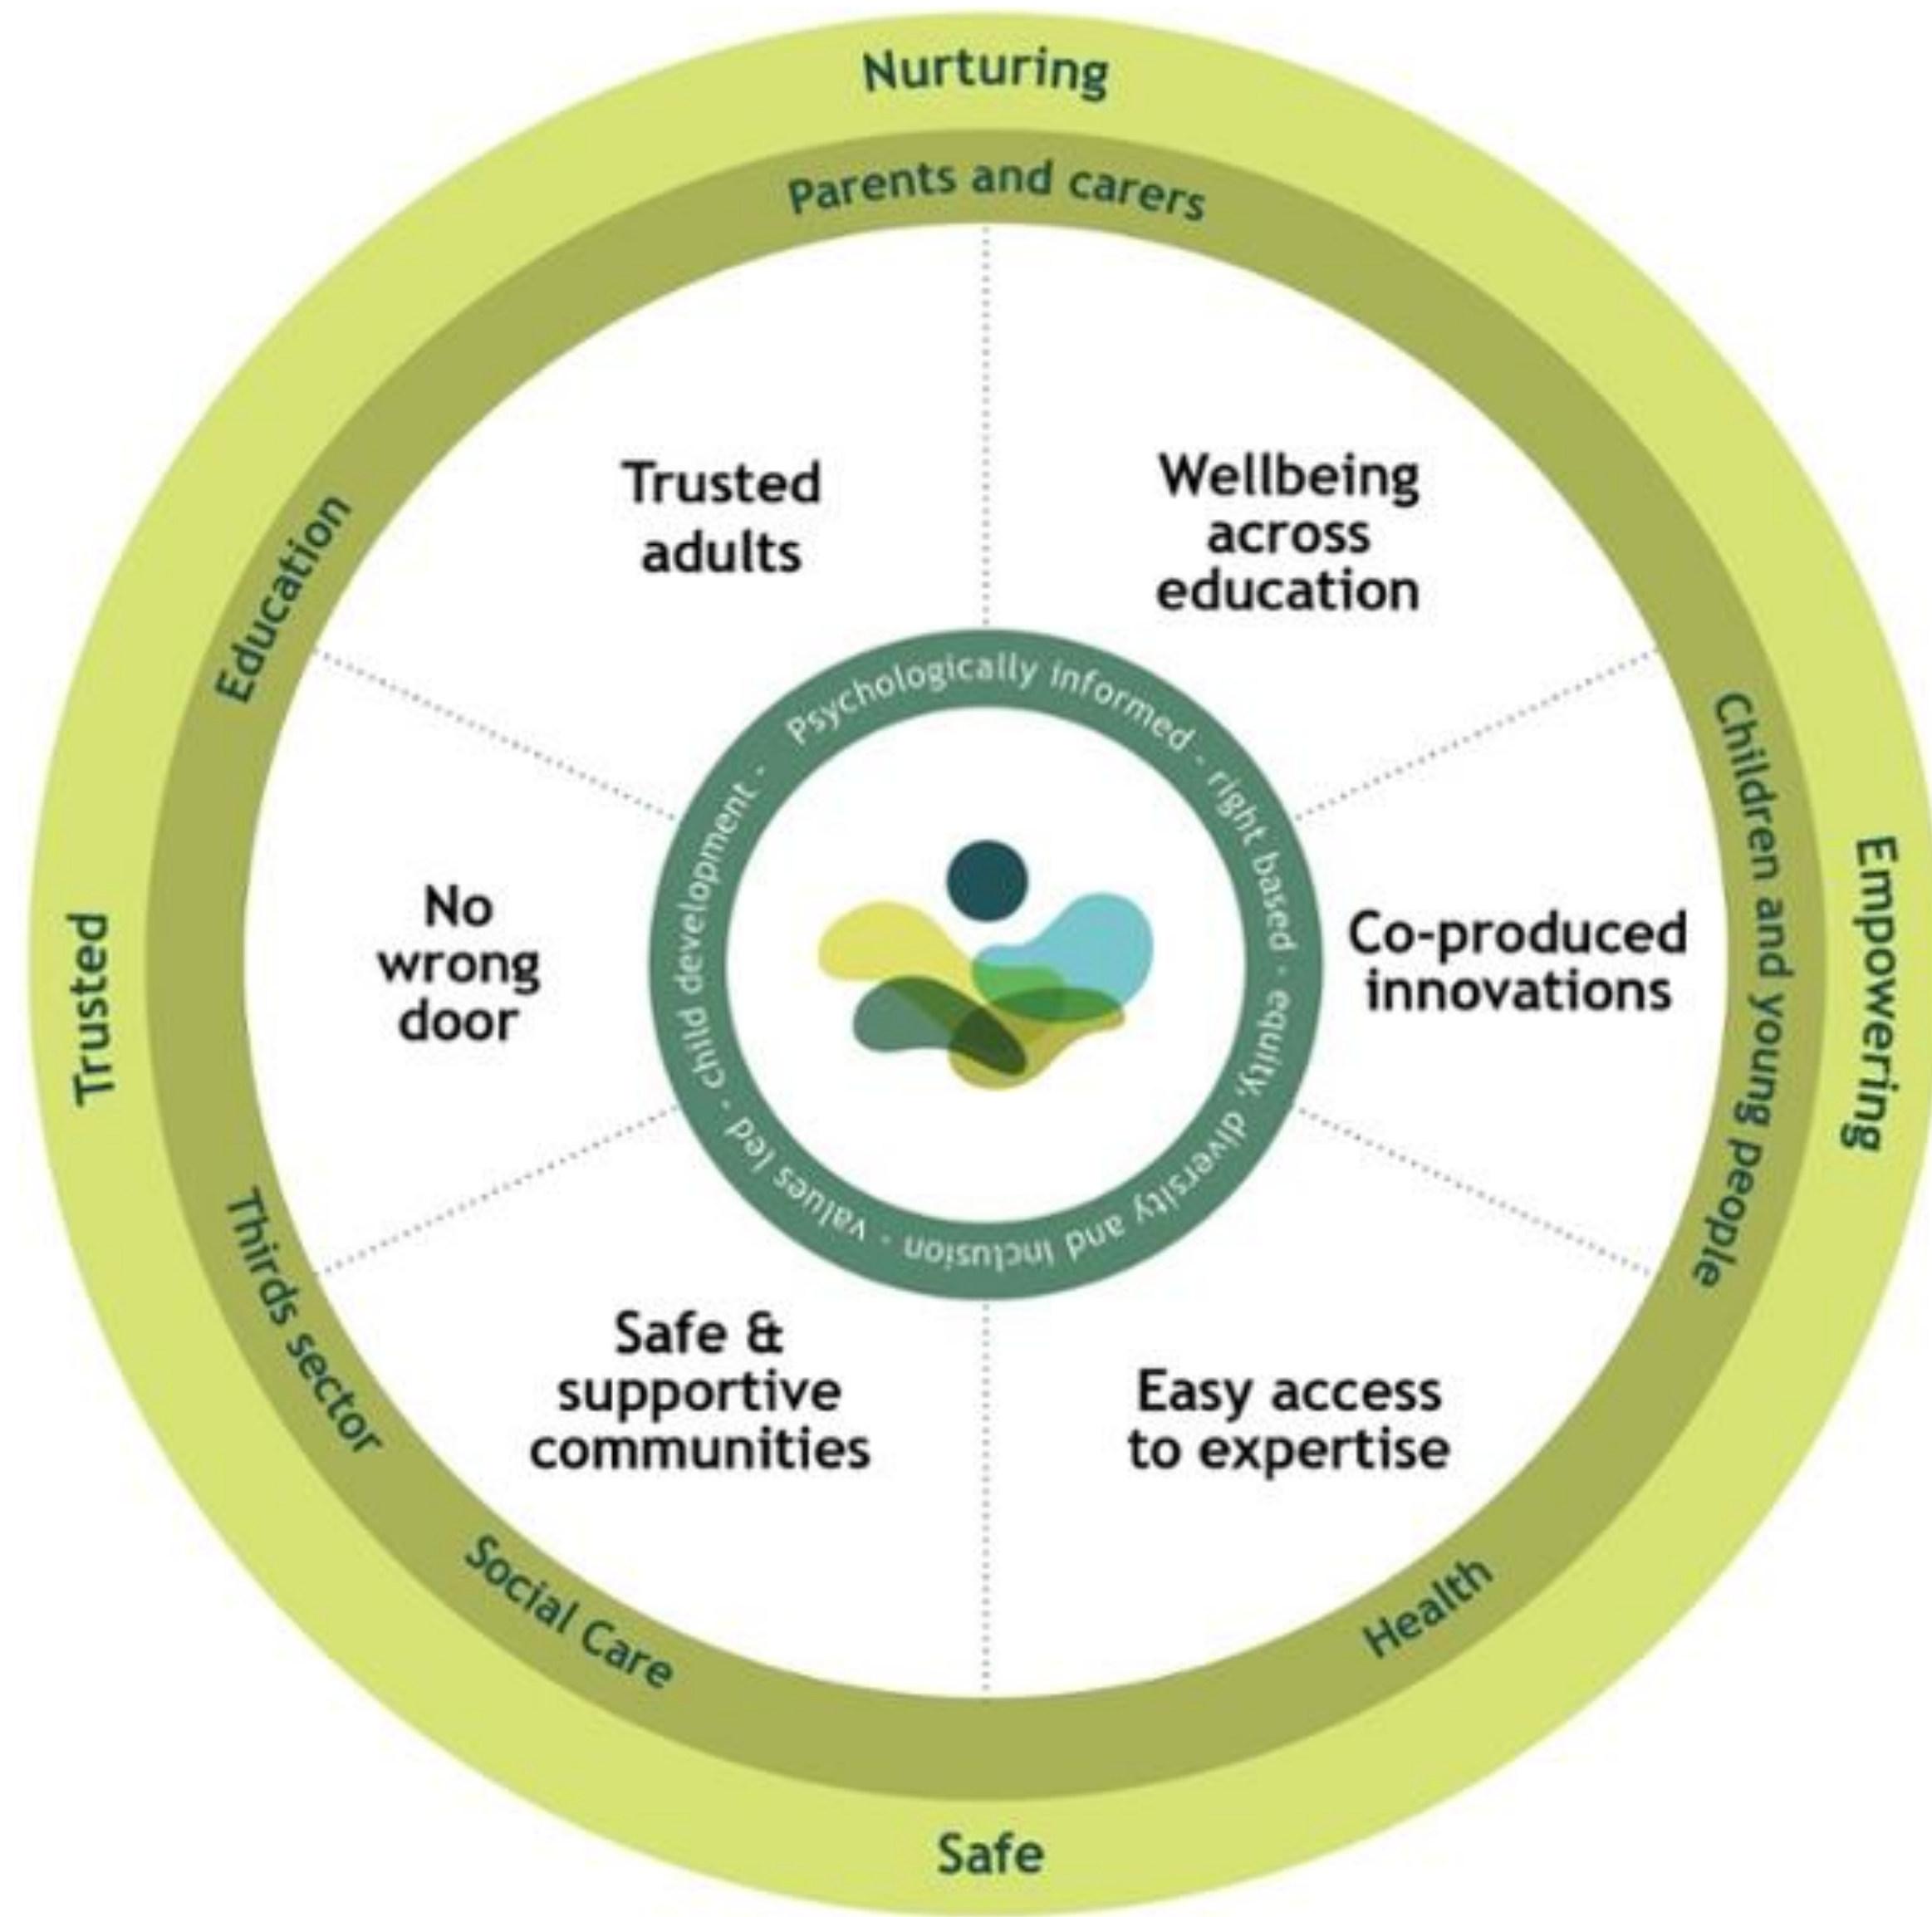 Nurturing
Parents and carers
Trusted
adults
Wellbeing
across
education
Education
Children and young people
Empowering
Psychologically informed - right based - equity, diversity and inclusion - values led - child development -
No
wrong
door
Co-produced
innovations
Trusted
Thirds sector
Safe &
supportive
communities
Easy access
to expertise
Social Care
Health
Safe